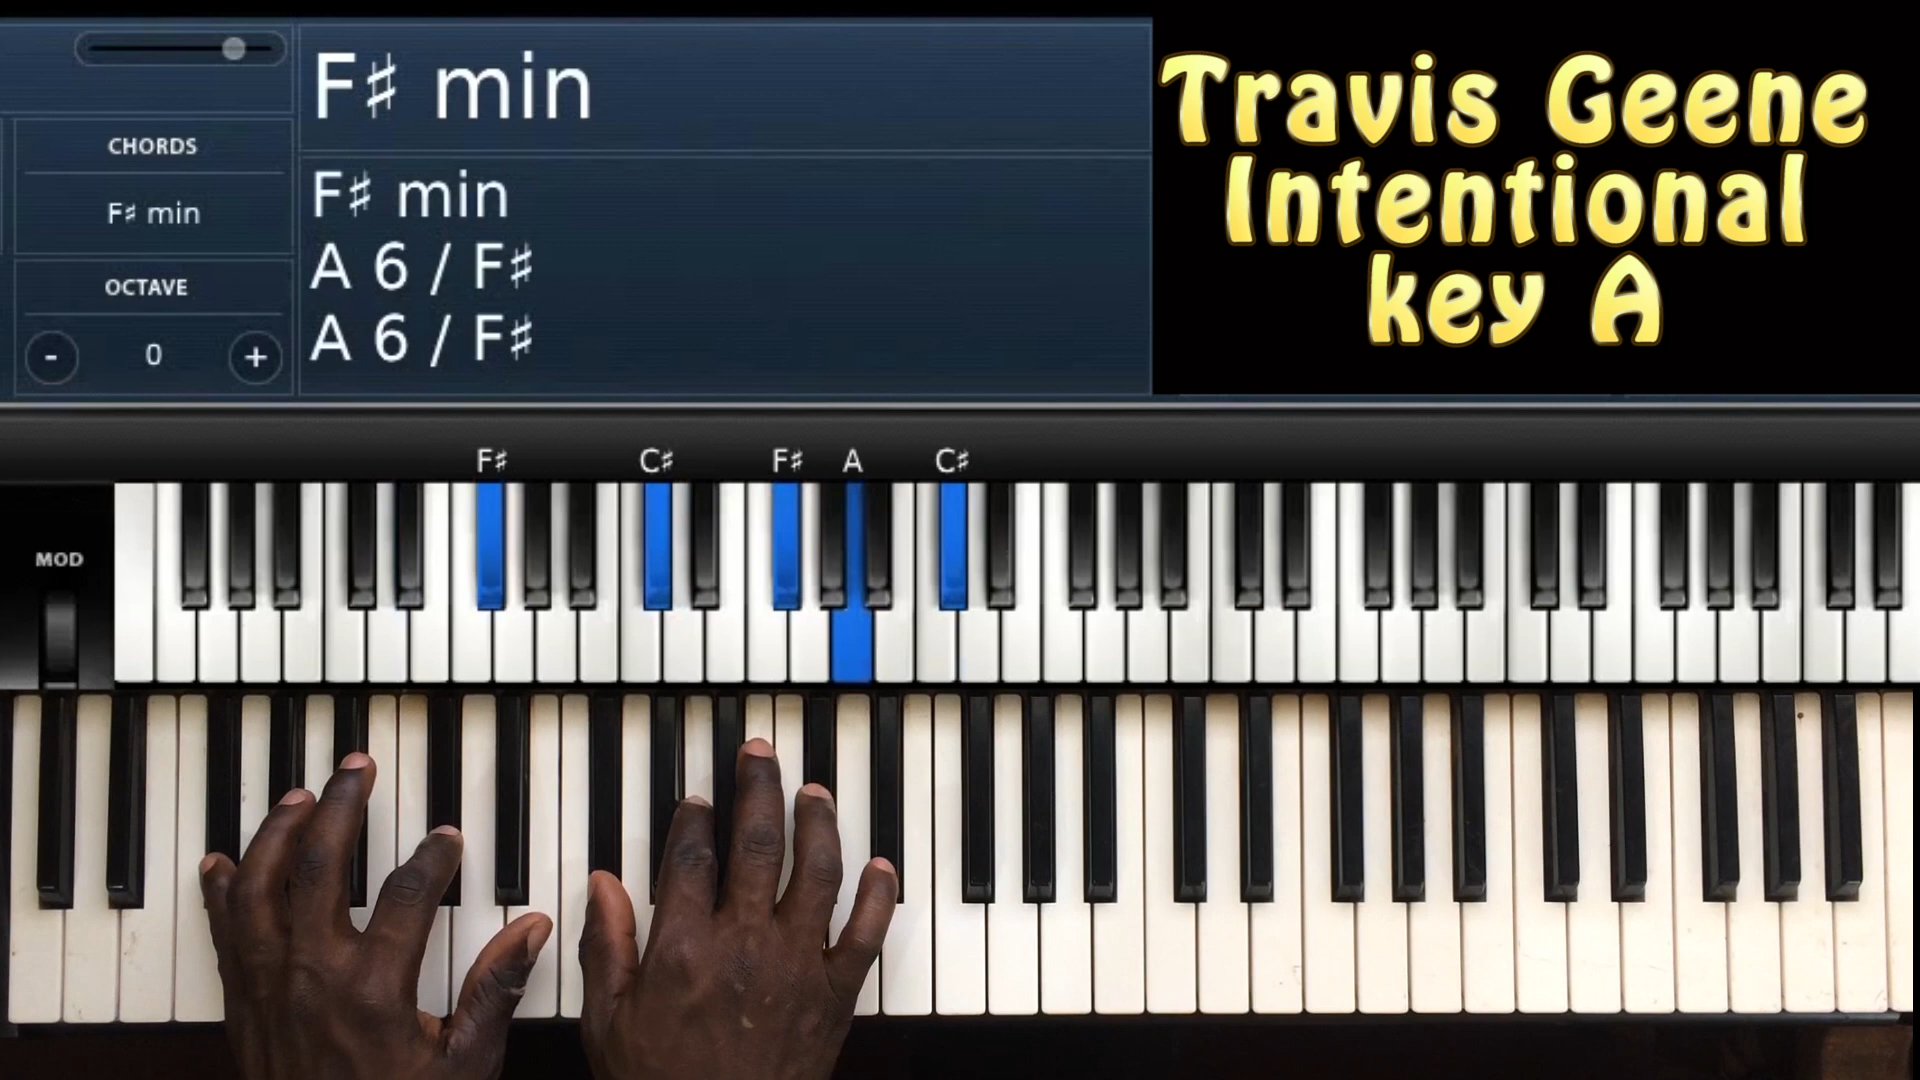 F♯ min
CHORDS
F♯ min
OCTAVE
- 0 +
F♯ min
A 6 / F♯
A 6 / F♯
Travis Geene
Intentional
key A
F♯ C♯ F♯ A C♯
MOD